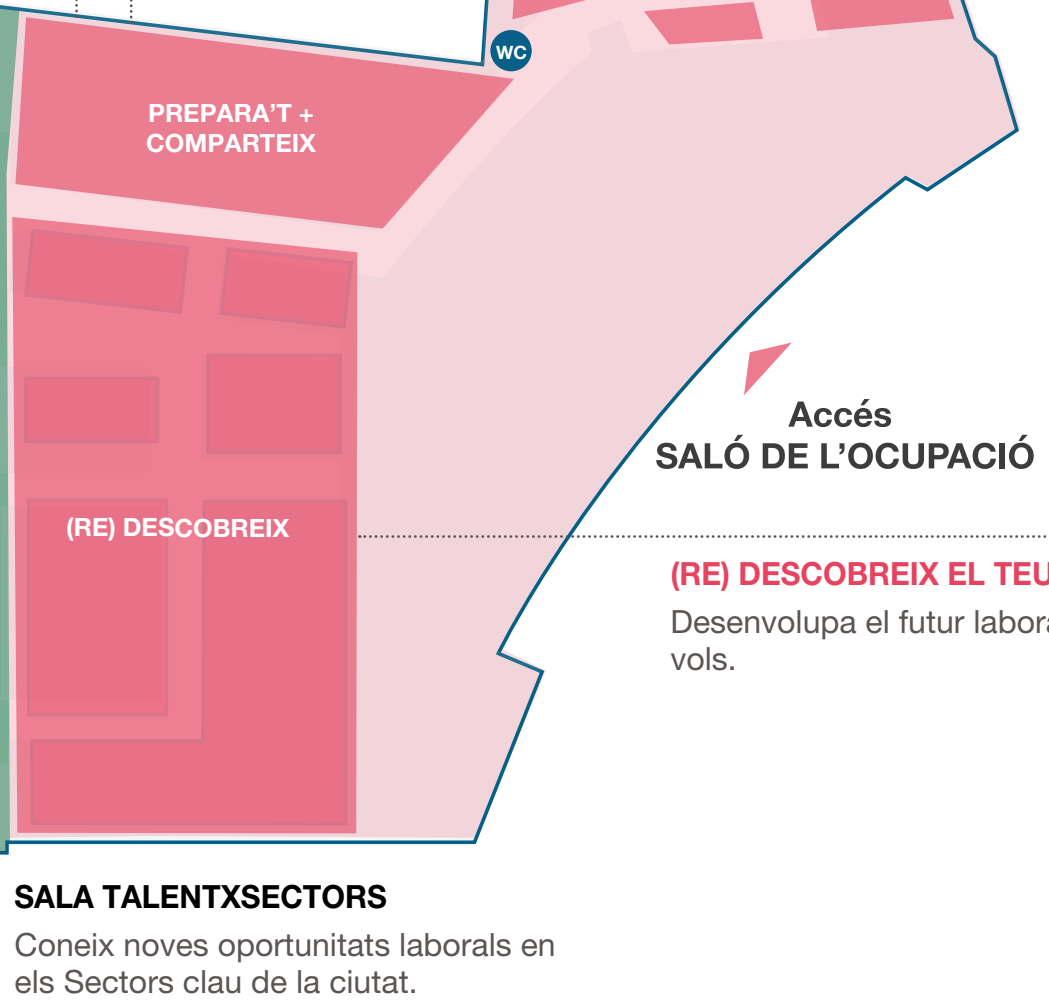 WC
PREPARA’T +
COMPARTEIX
Accés
SALÓ DE L’OCUPACIÓ
(RE) DESCOBREIX
(RE) DESCOBREIX EL TEU
Desenvolupa el futur labora
vols.
SALA TALENTXSECTORS
Coneix noves oportunitats laborals en
els Sectors clau de la ciutat.